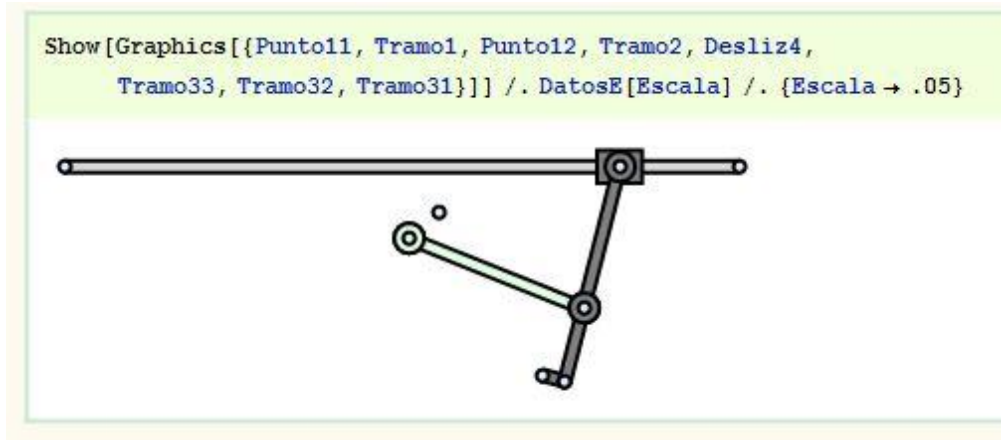 Show[Graphics[{Punto11, Tramo1, Punto12, Tramo2, Desliz4,
Tramo33, Tramo32, Tramo31}]] /. DatosE[Escala] /. {Escala → .05}